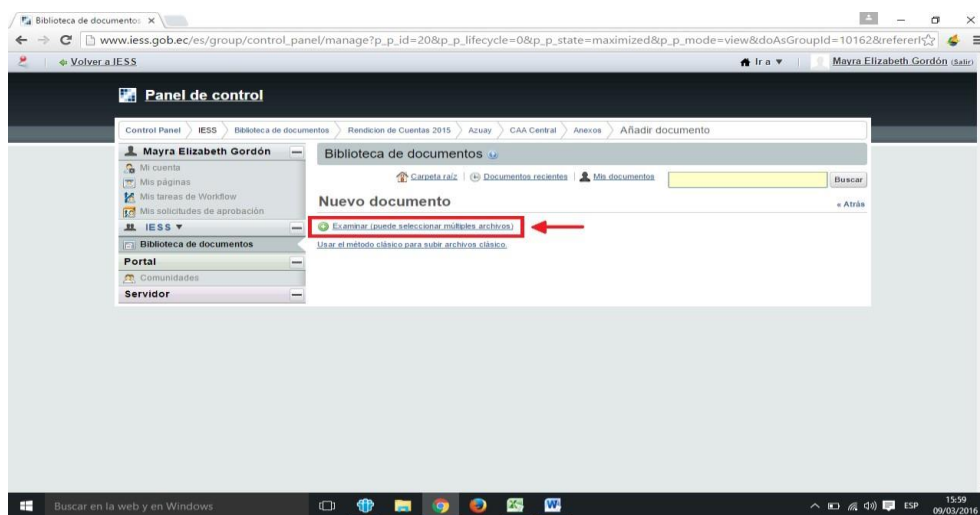 Biblioteca de documento
www.iess.gob.ec/es/group/control_panel/manage?p_p_id=20&p_p_lifecycle=0&p_p_state=maximized&p_p_mode=view&doAsGroupId=10162&refererI
Volver a IESS
Ir a
Mayra Elizabeth Gordón (Salir)
Panel de control
Control Panel IESS Biblioteca de documentos Rendicion de Cuentas 2015 Azuay CAA Central Anexos Añadir documento
Mayra Elizabeth Gordón
Mi cuenta
Mis páginas
Mis tareas de Workflow
Mis solicitudes de aprobación
IESS
Biblioteca de documentos
Portal
Comunidades
Servidor
Biblioteca de documentos
Carpeta raíz Documentos recientes Mis documentos
Buscar
Nuevo documento
« Atrás
Examinar (puede seleccionar múltiples archivos)
Usar el método clásico para subir archivos clásico.
Buscar en la web y en Windows
ESP
15:59
09/03/2016